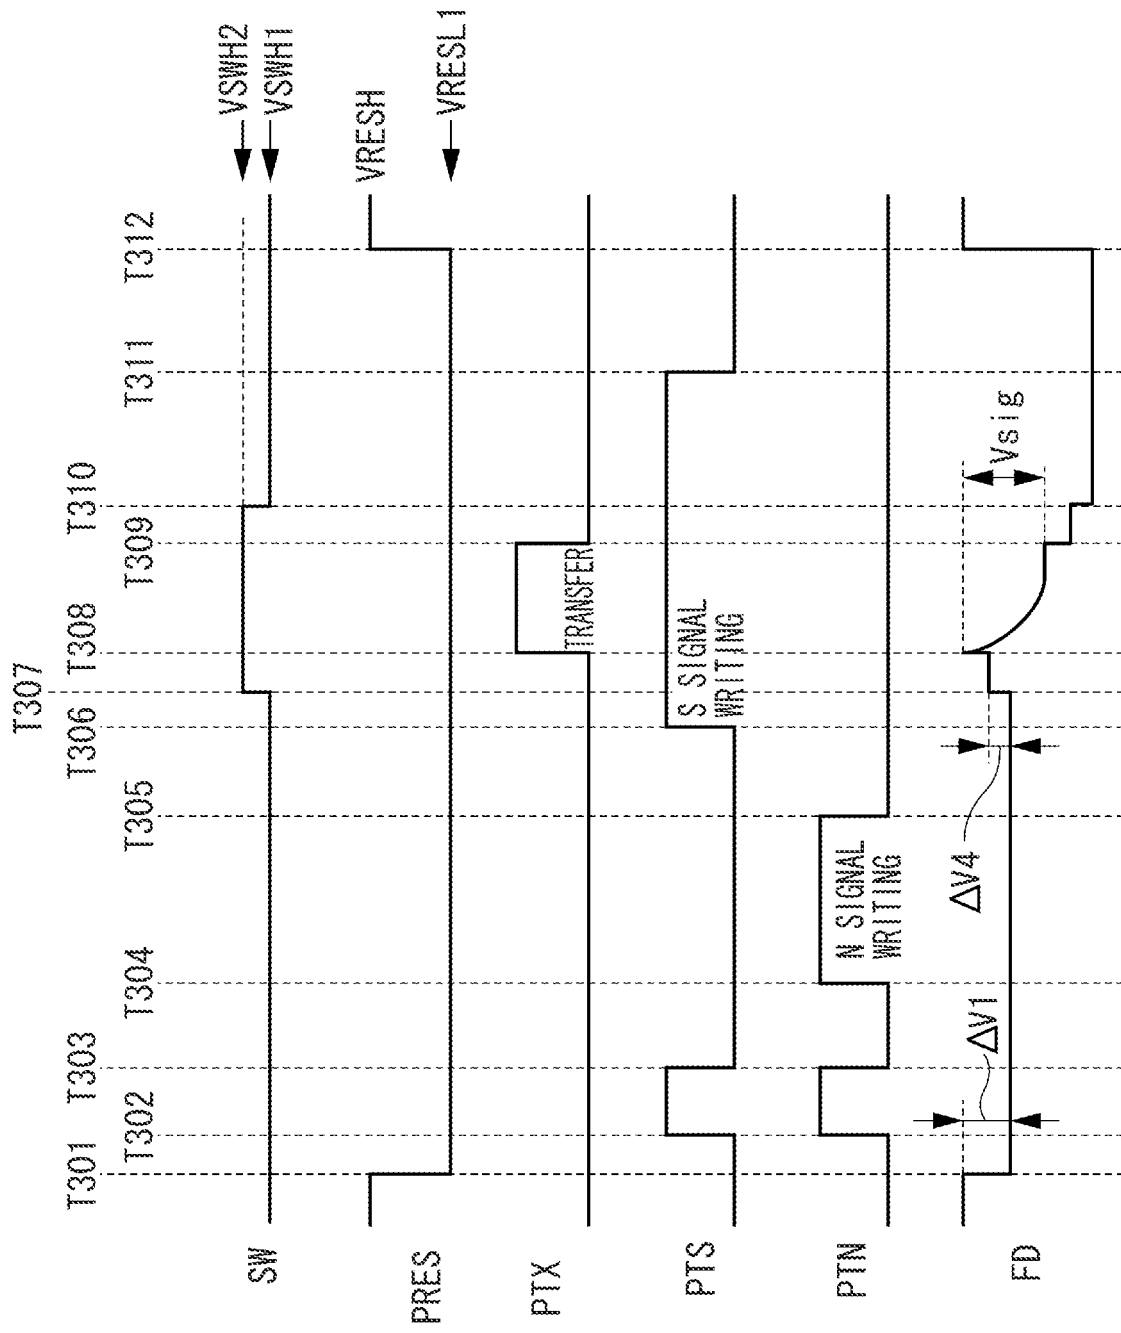 T307
T301
T303
T306
T308
T310
T302
T304
T305
T309
T311
T312
SW
VSWH2
VSWH1
PRES
VRESH
VRESL1
PTX
TRANSFER
PTS
S SIGNAL
WRITING
PTN
N SIGNAL
WRITING
FD
ΔV1
ΔV4
Vsig